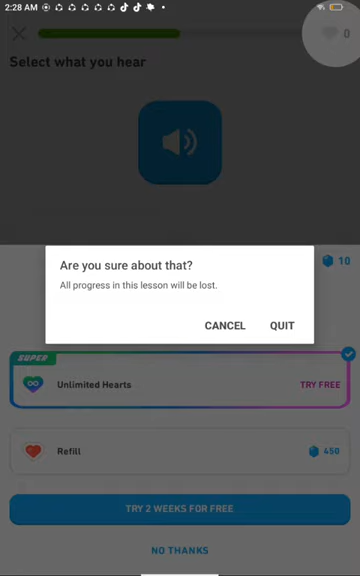 2:28 AM
0
Select what you hear
10
Are you sure about that?
All progress in this lesson will be lost.
CANCEL QUIT
SUPER
Unlimited Hearts TRY FREE
Refill 450
TRY 2 WEEKS FOR FREE
NO THANKS